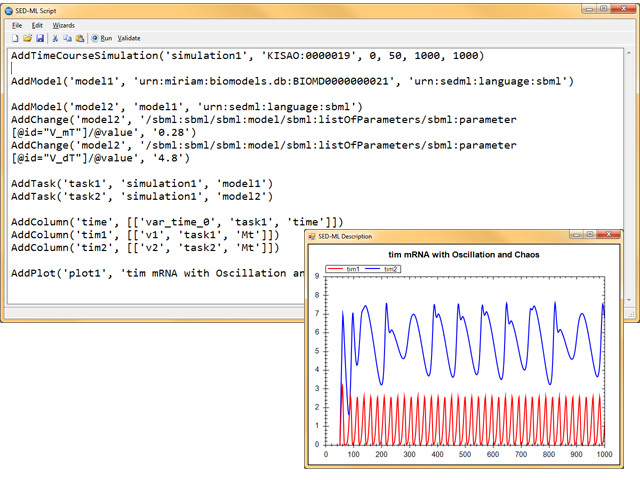 SED-ML Script
File Edit Wizards
Run Validate
AddTimeCourseSimulation('simulation1', 'KISAO:0000019', 0, 50, 1000, 1000)
AddModel('model1', 'urn:miriam:biomodels.db:BIOMD0000000021', 'urn:sedml:language:sbml')
AddModel('model2', 'model1', 'urn:sedml:language:sbml')
AddChange('model2', '/sbml:sbml/sbml:model/sbml:listOfParameters/sbml:parameter
[@id="V_mT"]/@value', '0.28')
AddChange('model2', '/sbml:sbml/sbml:model/sbml:listOfParameters/sbml:parameter
[@id="V_dT"]/@value', '4.8')
AddTask('task1', 'simulation1', 'model1')
AddTask('task2', 'simulation1', 'model2')
AddColumn('time', [['var_time_0', 'task1', 'time']])
AddColumn('tim1', [['v1', 'task1', 'Mt']])
AddColumn('tim2', [['v2', 'task2', 'Mt']])
AddPlot('plot1', 'tim mRNA with Oscillation an
SED-ML Description
tim mRNA with Oscillation and Chaos
tim1 tim2
9
8
7
6
5
4
3
2
1
0
0 50 100 200 300 400 500 600 700 800 900 1000